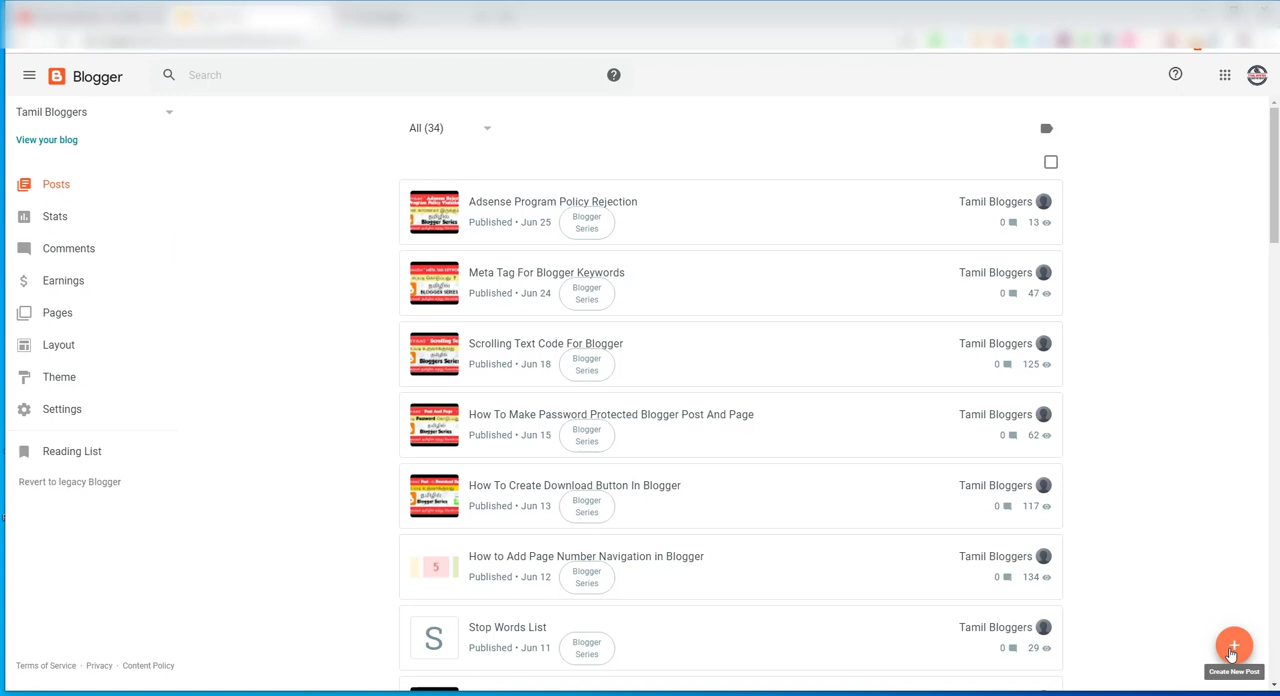 Blogger
Search
Tamil Bloggers
View your blog
Posts
Stats
Comments
Earnings
Pages
Layout
Theme
Settings
Reading List
Revert to legacy Blogger
Terms of Service · Privacy · Content Policy
All (34)
Adsense Program Policy Rejection
Published • Jun 25
Blogger
Series
Tamil Bloggers
0 13
Meta Tag For Blogger Keywords
Published • Jun 24
Blogger
Series
Tamil Bloggers
0 47
Scrolling Text Code For Blogger
Published • Jun 18
Blogger
Series
Tamil Bloggers
0 125
How To Make Password Protected Blogger Post And Page
Published • Jun 15
Blogger
Series
Tamil Bloggers
0 62
How To Create Download Button In Blogger
Published • Jun 13
Blogger
Series
Tamil Bloggers
0 117
5
How to Add Page Number Navigation in Blogger
Published • Jun 12
Blogger
Series
Tamil Bloggers
0 134
S
Stop Words List
Published • Jun 11
Blogger
Series
Tamil Bloggers
0 29
Create New Post